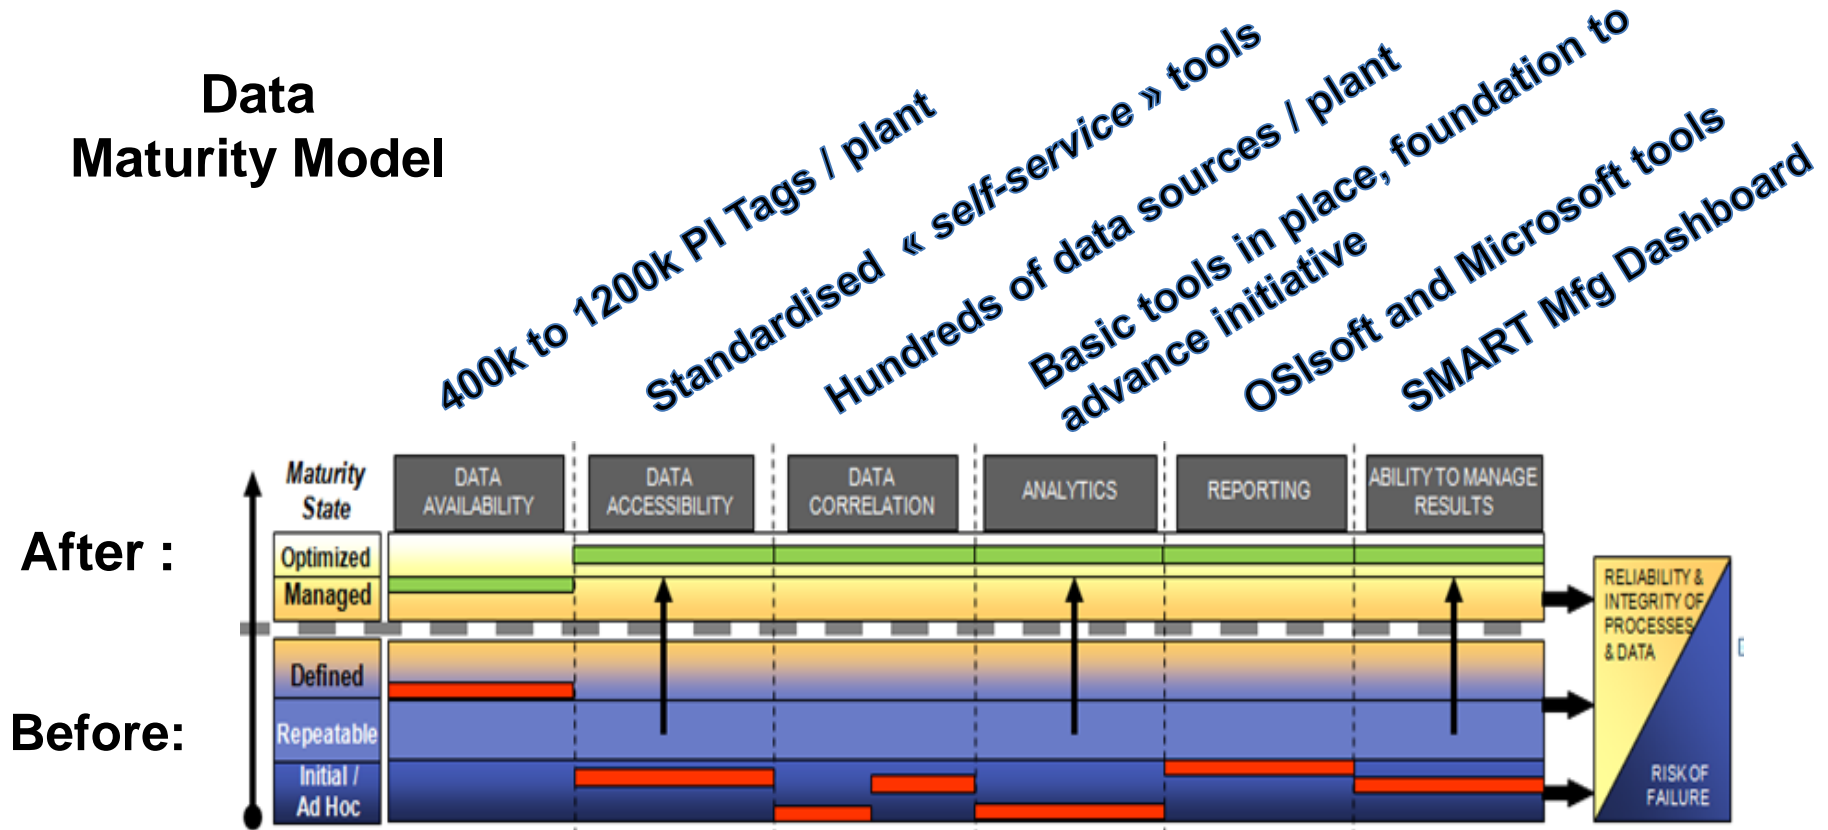 Data
Maturity Model
400k to 1200k PI Tags / plant
Standardised « self-service » tools
Hundreds of data sources / plant
Basic tools in place, foundation to
advance initiative
OSIsoft and Microsoft tools
SMART Mfg Dashboard
Maturity
State
DATA
AVAILABILITY
DATA
ACCESSIBILITY
DATA
CORRELATION
ANALYTICS
REPORTING
ABILITY TO MANAGE
RESULTS
After :
Optimized
Managed
Before:
Defined
Repeatable
Initial /
Ad Hoc
RELIABILITY &
INTEGRITY OF
PROCESSES
& DATA
RISK OF
FAILURE